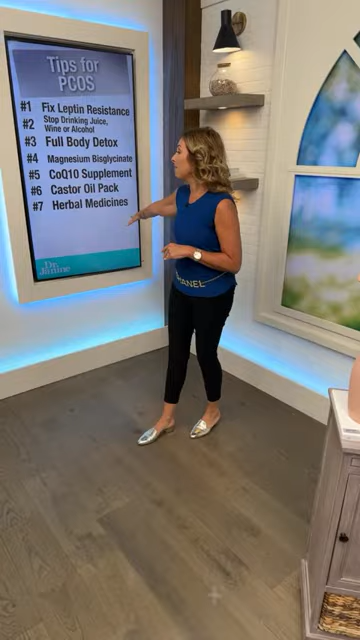 Tips for
PCOS
#1 Fix Leptin Resistance
#2 Stop Drinking Juice,
Wine or Alcohol
#3 Full Body Detox
#4 Magnesium Bisglycinate
#5 CoQ10 Supplement
#6 Castor Oil Pack
#7 Herbal Medicines
Dr.
Janine
CHANEL